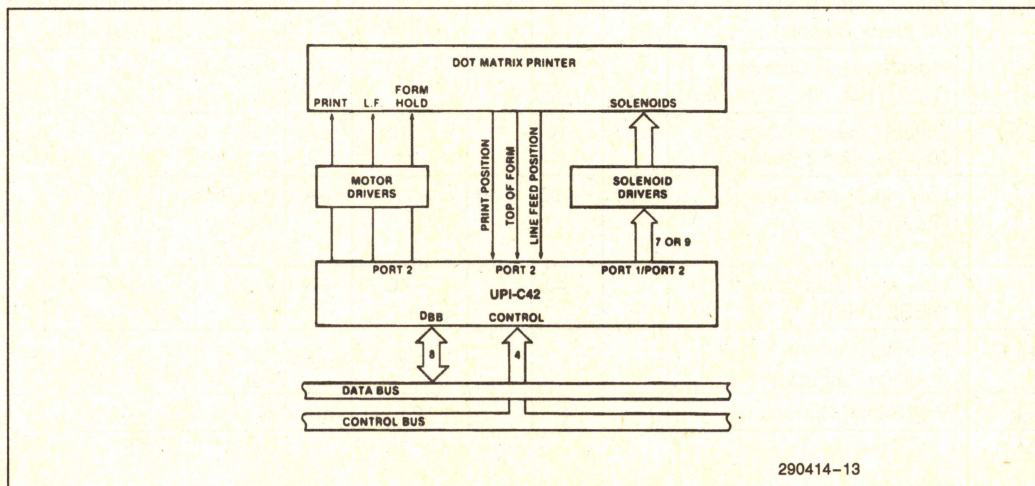 DOT MATRIX PRINTER
PRINT
L.F.
FORM
HOLD
SOLENOIDS
MOTOR
DRIVERS
PRINT POSITION
TOP OF FORM
LINE FEED POSITION
SOLENOID
DRIVERS
7 OR 9
PORT 2
PORT 2
PORT 1/PORT 2
UPI-C42
DBB
CONTROL
8
4
DATA BUS
CONTROL BUS
290414-13